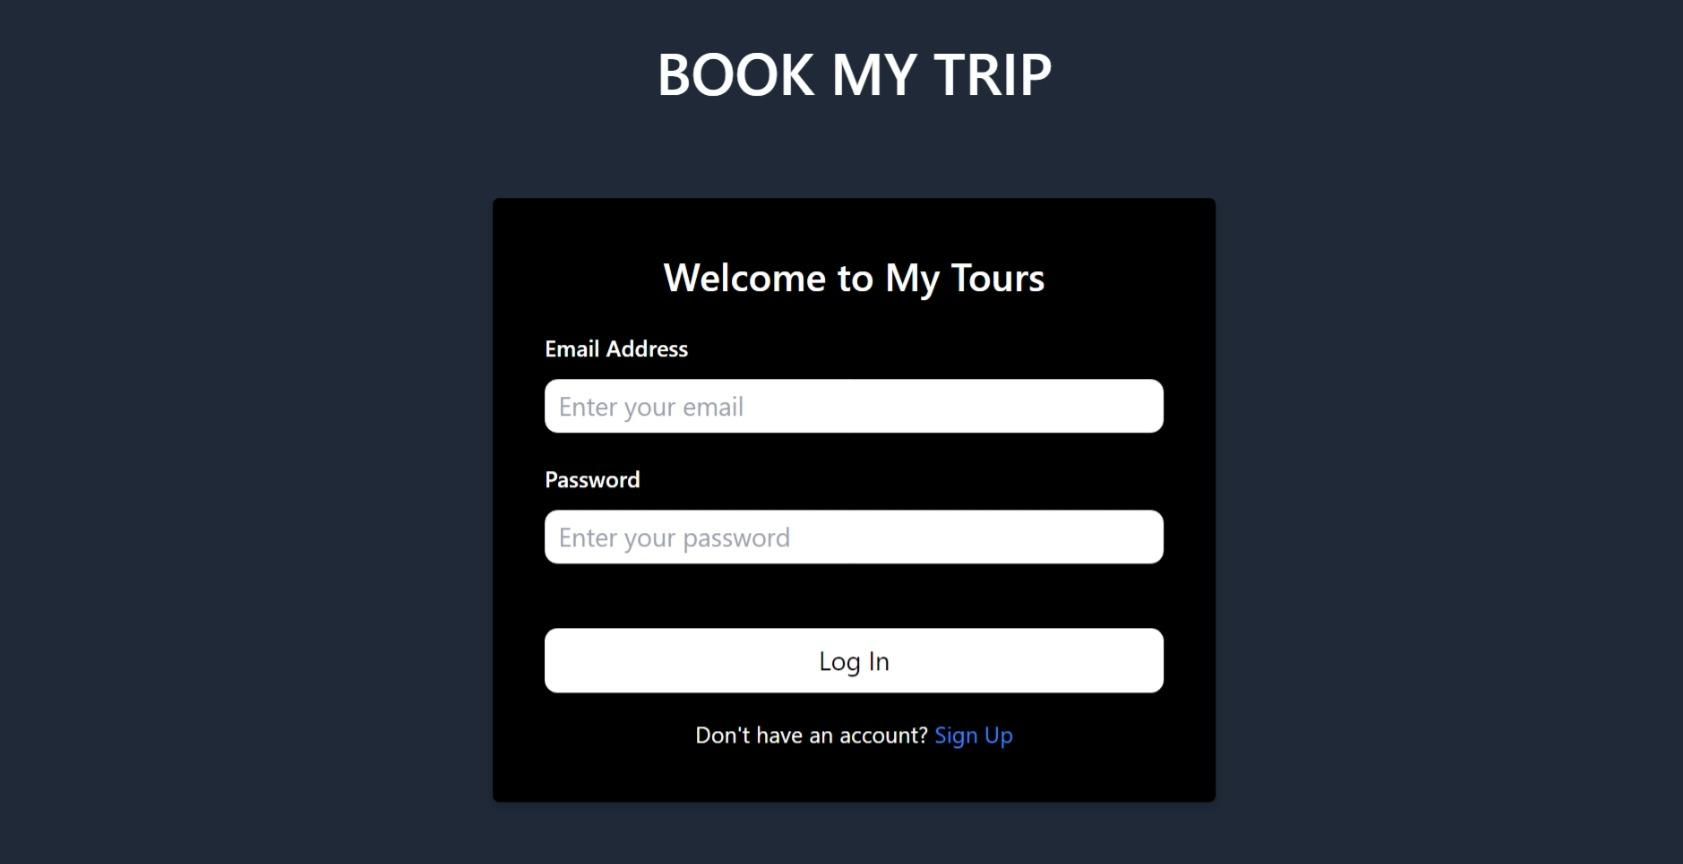 BOOK MY TRIP
Welcome to My Tours
Email Address
Enter your email
Password
Enter your password
Log In
Don't have an account? Sign Up